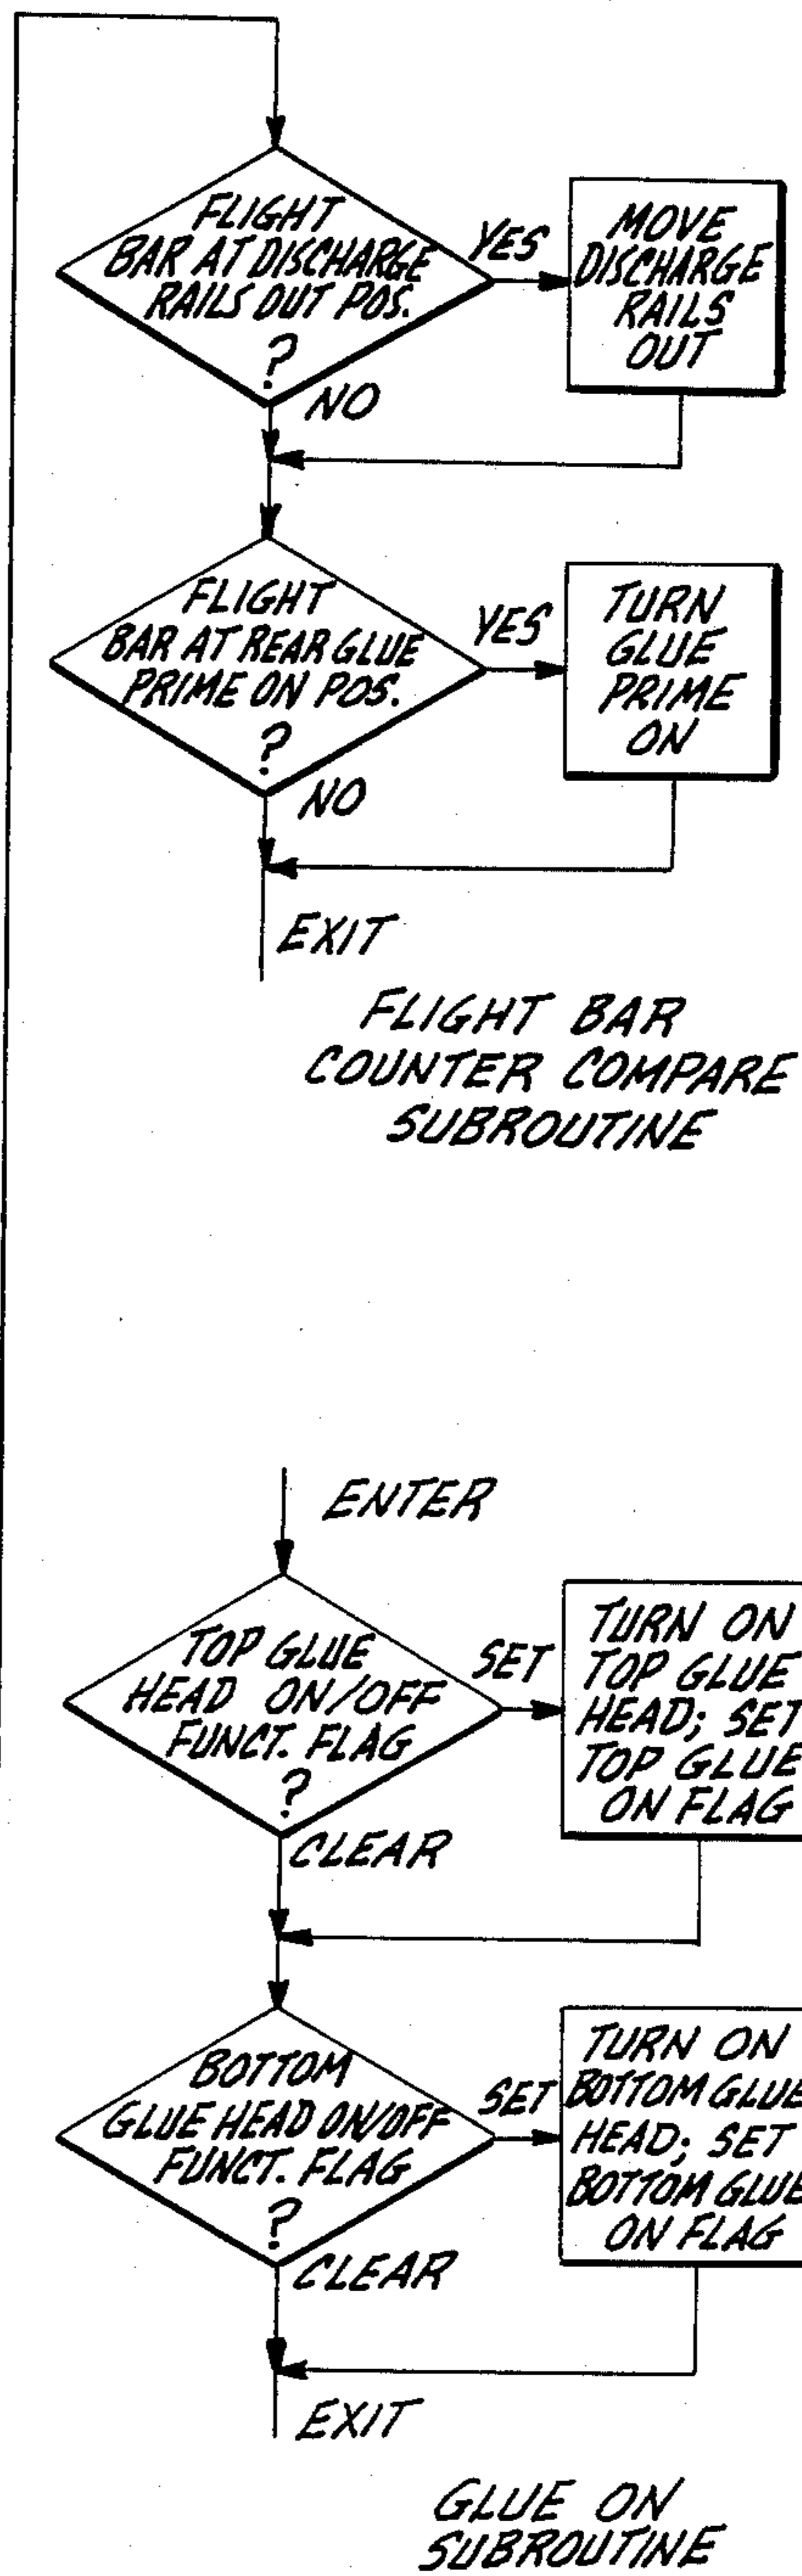 FLIGHT
BAR AT DISCHARGE
RAILS OUT POS.
?
YES
MOVE
DISCHARGE
RAILS
OUT
NO
FLIGHT
BAR AT REAR GLUE
PRIME ON POS.
?
YES
TURN
GLUE
PRIME
ON
NO
EXIT
FLIGHT BAR
COUNTER COMPARE
SUBROUTINE
ENTER
TOP GLUE
HEAD ON/OFF
FUNCT. FLAG
?
SET
TURN ON
TOP GLUE
HEAD; SET
TOP GLUE
ON FLAG
CLEAR
BOTTOM
GLUE HEAD ON/OFF
FUNCT. FLAG
?
SET
TURN ON
BOTTOM GLUE
HEAD; SET
BOTTOM GLUE
ON FLAG
CLEAR
EXIT
GLUE ON
SUBROUTINE